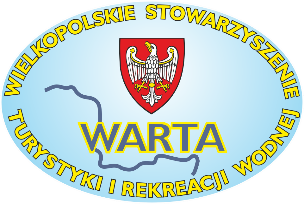 WIELKOPOLSKIE STOWARZYSZENIE
WARTA
TURYSTYKI I REKREACJI WODNEJ